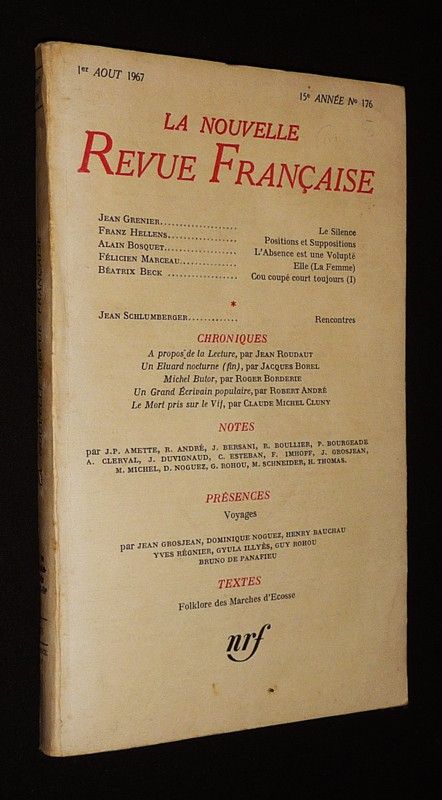 1er AOUT 1967
15e ANNÉE No 176
LA NOUVELLE
REVUE FRANÇAISE
JEAN GRENIER.................... Le Silence
FRANZ HELLENS.................. Positions et Suppositions
ALAIN BOSQUET.................. L'Absence est une Volupté
FÉLICIEN MARCEAU............... Elle (La Femme)
BÉATRIX BECK .................. Cou coupé court toujours (I)
*
JEAN SCHLUMBERGER............. Rencontres
CHRONIQUES
A propos de la Lecture, par JEAN ROUDAUT
Un Eluard nocturne (fin), par JACQUES BOREL
Michel Butor, par ROGER BORDERIE
Un Grand Écrivain populaire, par ROBERT ANDRÉ
Le Mort pris sur le Vif, par CLAUDE MICHEL CLUNY
NOTES
par J.P. AMETTE, R. ANDRÉ, J. BERSANI, R. BOULLIER, P. BOURGEADE
A. CLERVAL, J. DUVIGNAUD, C. ESTEBAN, F. IMHOFF, J. GROSJEAN,
M. MICHEL, D. NOGUEZ, G. ROHOU, M. SCHNEIDER, H. THOMAS.
PRÉSENCES
Voyages
par JEAN GROSJEAN, DOMINIQUE NOGUEZ, HENRY BAUCHAU
YVES RÉGNIER, GYULA ILLYÉS, GUY ROHOU
BRUNO DE PANAFIEU
TEXTES
Folklore des Marches d'Ecosse
nrf